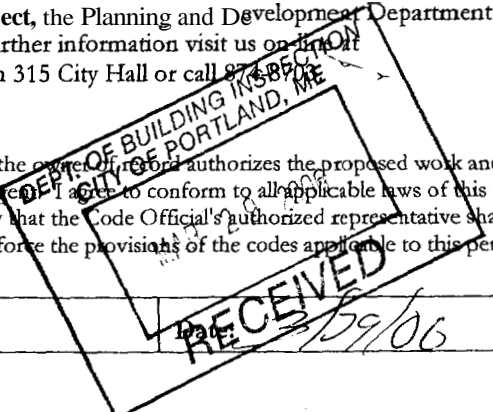 ect, the Planning and Development Department
rther information visit us on-line at
n 315 City Hall or call 874-8703
DEPT. OF BUILDING INSPECTION
CITY OF PORTLAND, ME
the owner of record authorizes the proposed work and
I agree to conform to all applicable laws of this
that the Code Official's authorized representative sha
force the provisions of the codes applicable to this per
MAR 29 2006
RECEIVED
Date: 3/29/06